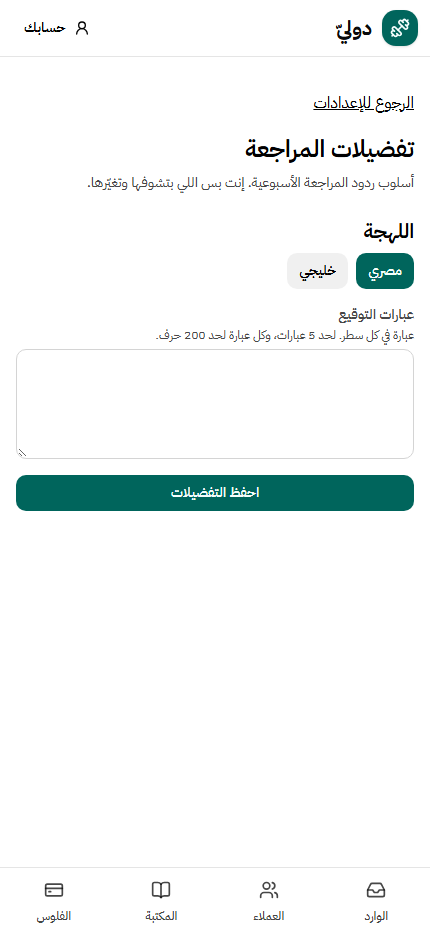 دوليّ
حسابك
الرجوع للإعدادات
تفضيلات المراجعة
أسلوب ردود المراجعة الأسبوعية. إنت بس اللي بتشوفها وتغيّرها.
اللهجة
مصري
خليجي
عبارات التوقيع
عبارة في كل سطر. لحد 5 عبارات، وكل عبارة لحد 200 حرف.
احفظ التفضيلات
الوارد
العملاء
المكتبة
الفلوس